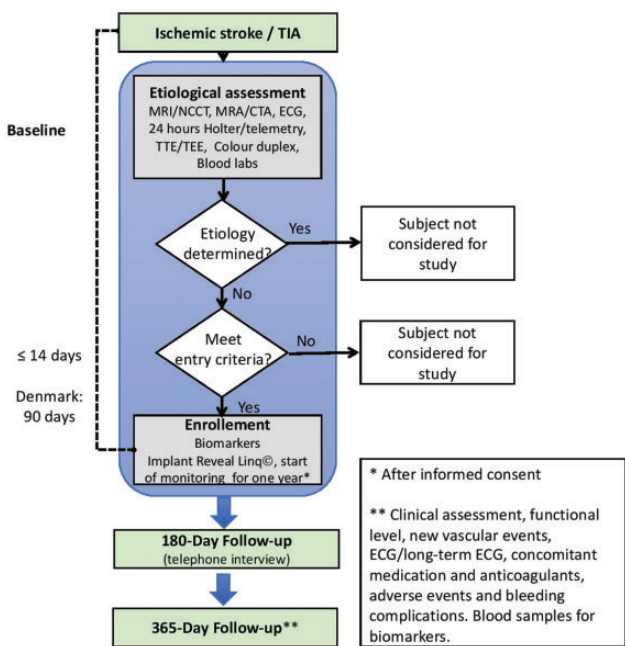 Ischemic stroke / TIA
Baseline
Etiological assessment
MRI/NCCT, MRA/CTA, ECG,
24 hours Holter/telemetry,
TTE/TEE, Colour duplex,
Blood labs
Etiology
determined?
Yes
Subject not
considered for
study
No
Meet
entry criteria?
No
Subject not
considered for
study
≤ 14 days
Denmark:
90 days
Yes
Enrollement
Biomarkers
Implant Reveal Linq©, start
of monitoring for one year*
180-Day Follow-up
(telephone interview)
365-Day Follow-up**
* After informed consent
** Clinical assessment, functional
level, new vascular events,
ECG/long-term ECG, concomitant
medication and anticoagulants,
adverse events and bleeding
complications. Blood samples for
biomarkers.